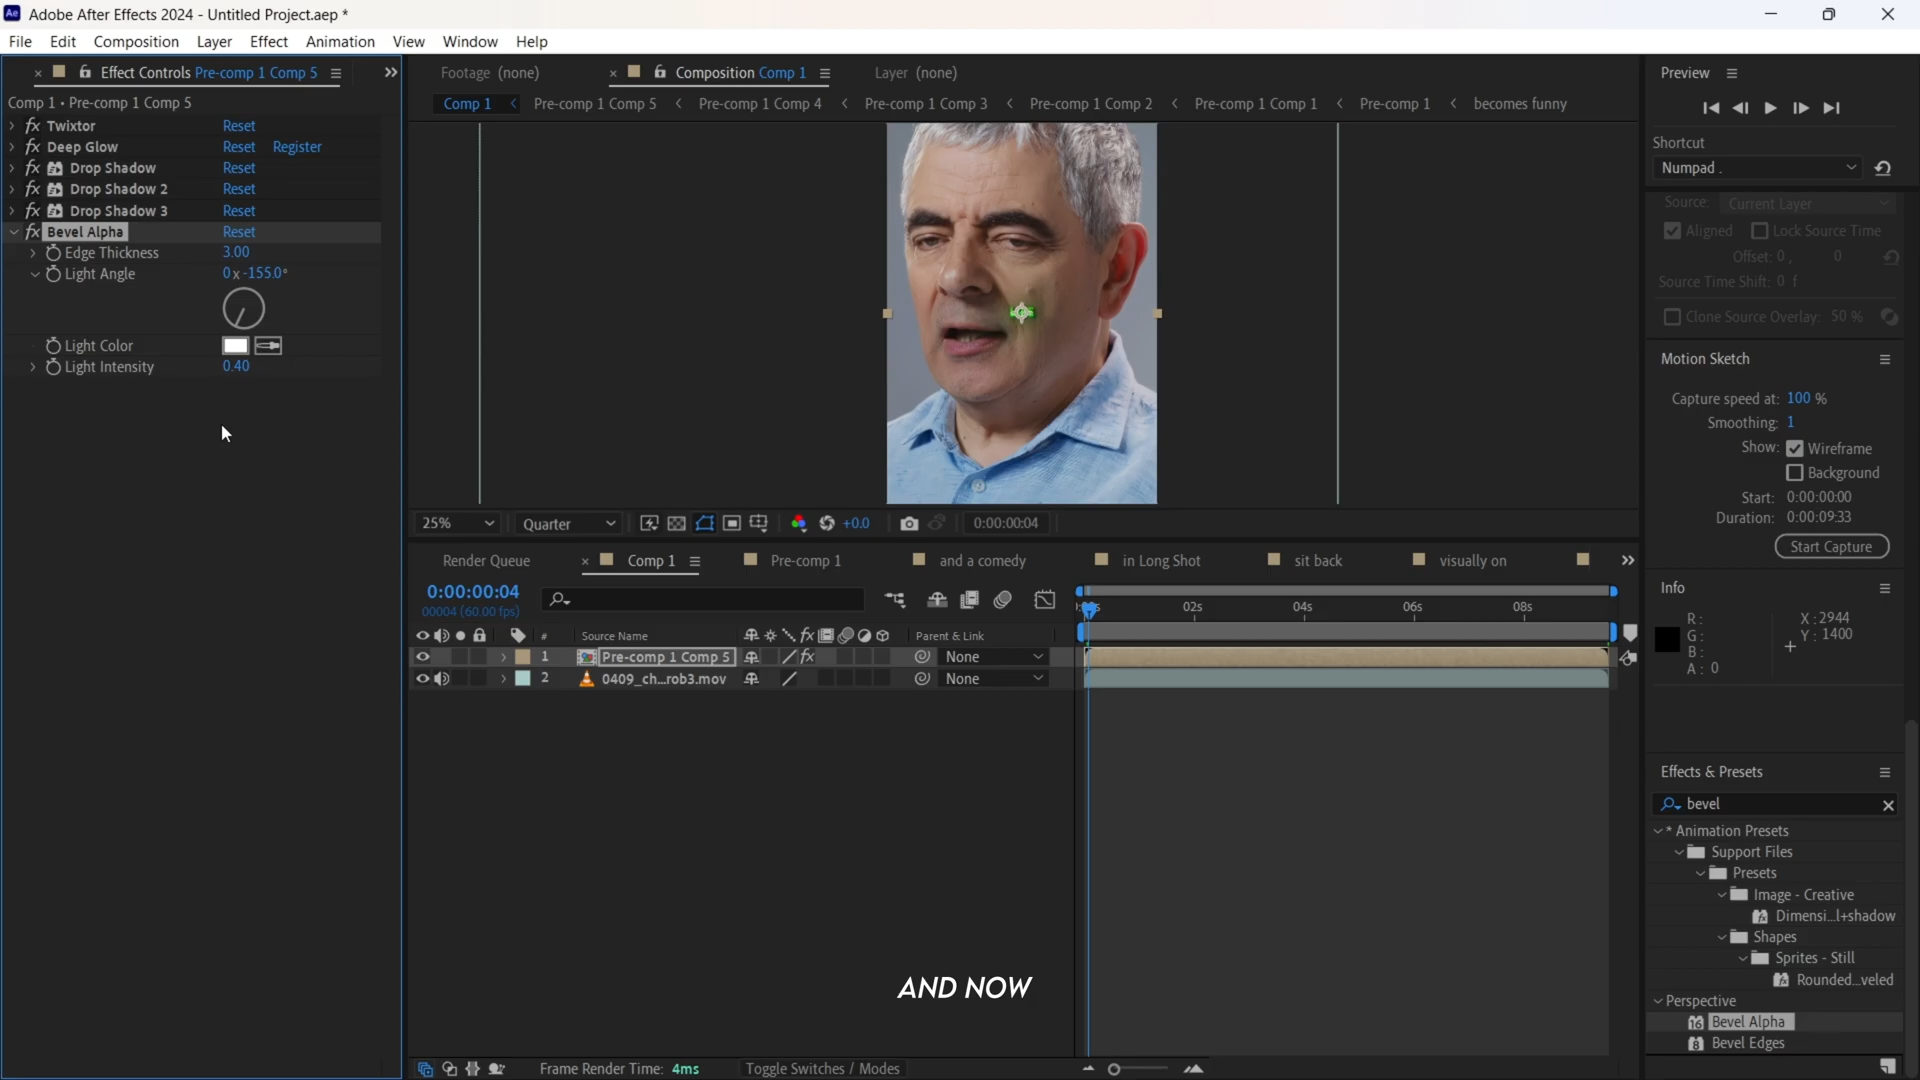 Adobe After Effects 2024 - Untitled Project.aep *
File Edit Composition Layer Effect Animation View Window Help
Effect Controls Pre-comp 1 Comp 5
Comp 1 • Pre-comp 1 Comp 5
fx Twixtor Reset
fx Deep Glow Reset Register
fx Drop Shadow Reset
fx Drop Shadow 2 Reset
fx Drop Shadow 3 Reset
fx Bevel Alpha Reset
Edge Thickness 3.00
Light Angle 0 x -155.0°
Light Color
Light Intensity 0.40
Footage (none) Composition Comp 1 Layer (none)
Comp 1 Pre-comp 1 Comp 5 Pre-comp 1 Comp 4 Pre-comp 1 Comp 3 Pre-comp 1 Comp 2 Pre-comp 1 Comp 1 Pre-comp 1 becomes funny
25% Quarter +0.0 0:00:00:04
Render Queue Comp 1 Pre-comp 1 and a comedy in Long Shot sit back visually on
0:00:00:04
00004 (60.00 fps)
02s 04s 06s 08s
# Source Name fx Parent & Link
1 Pre-comp 1 Comp 5 fx None
2 0409_ch...rob3.mov None
AND NOW
Frame Render Time: 4ms Toggle Switches / Modes
Preview
Shortcut
Numpad .
Source: Current Layer
Aligned Lock Source Time
Offset: 0 , 0
Source Time Shift: 0 f
Clone Source Overlay: 50 %
Motion Sketch
Capture speed at: 100 %
Smoothing: 1
Show: Wireframe
Background
Start: 0:00:00:00
Duration: 0:00:09:33
Start Capture
Info
R : X : 2944
G : Y : 1400
B :
A : 0
Effects & Presets
bevel
* Animation Presets
Support Files
Presets
Image - Creative
Dimensi...l+shadow
Shapes
Sprites - Still
Rounded...veled
Perspective
Bevel Alpha
Bevel Edges